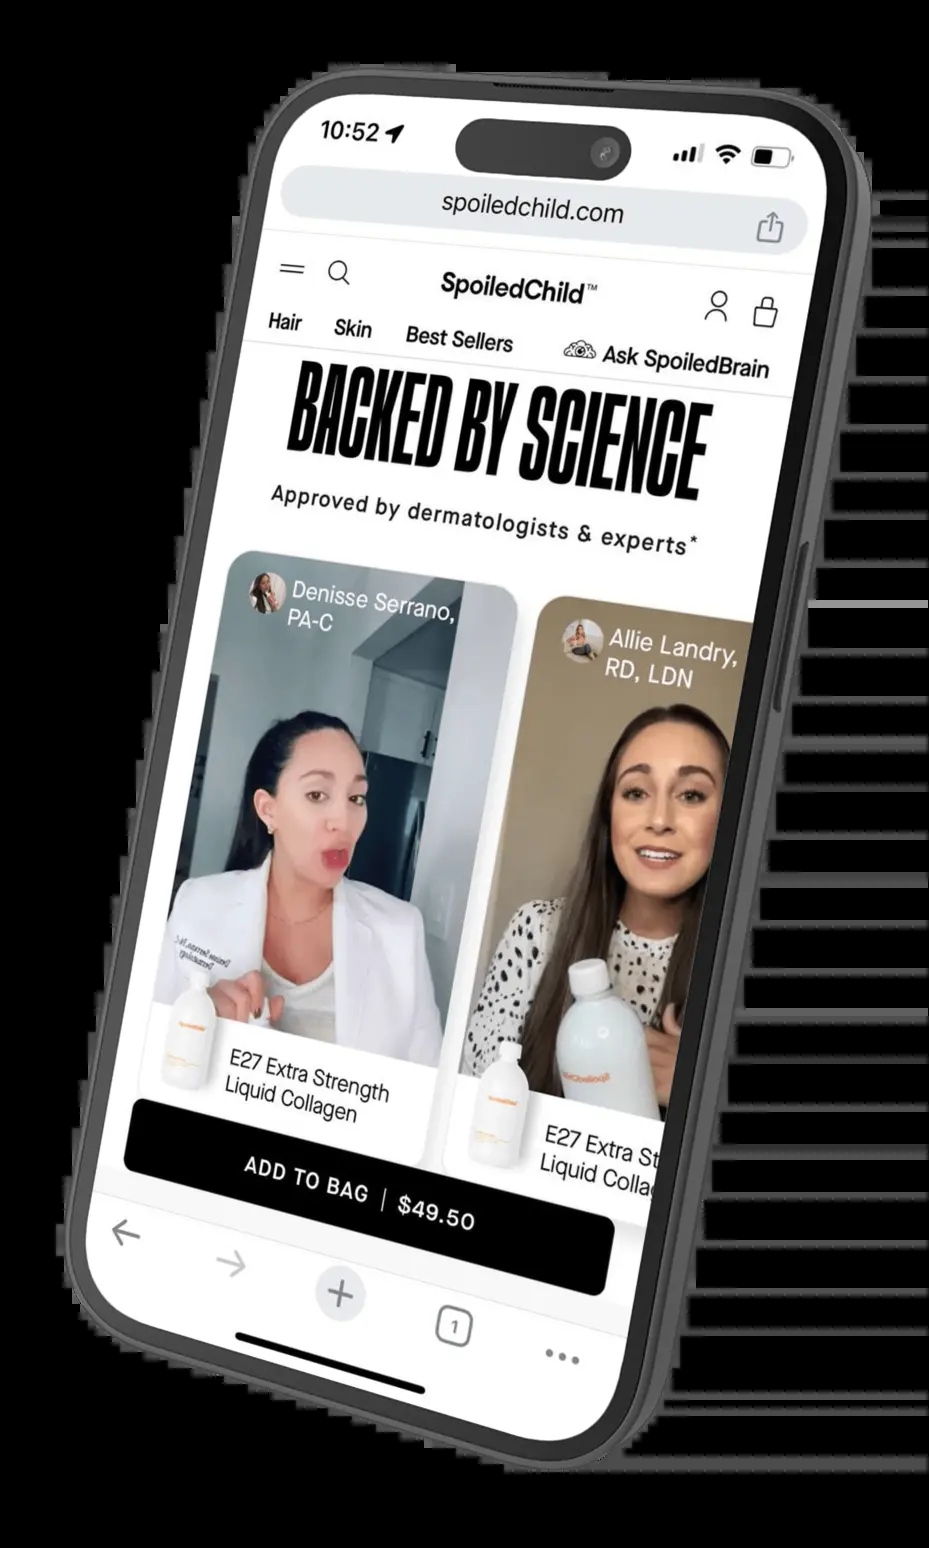 10:52
spoiledchild.com
SpoiledChild™
Hair Skin Best Sellers Ask SpoiledBrain
BACKED BY SCIENCE
Approved by dermatologists & experts*
Denisse Serrano,
PA-C
Allie Landry,
RD, LDN
SpoiledChild
E27 Extra Strength
Liquid Collagen
E27 Extra St
Liquid Colla
ADD TO BAG | $49.50
1